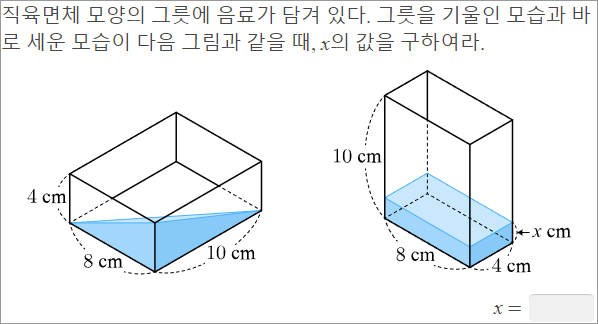 직육면체 모양의 그릇에 음료가 담겨 있다. 그릇을 기울인 모습과 바
로 세운 모습이 다음 그림과 같을 때, x의 값을 구하여라.
4 cm
8 cm
10 cm
10 cm
x cm
8 cm
4 cm
x =